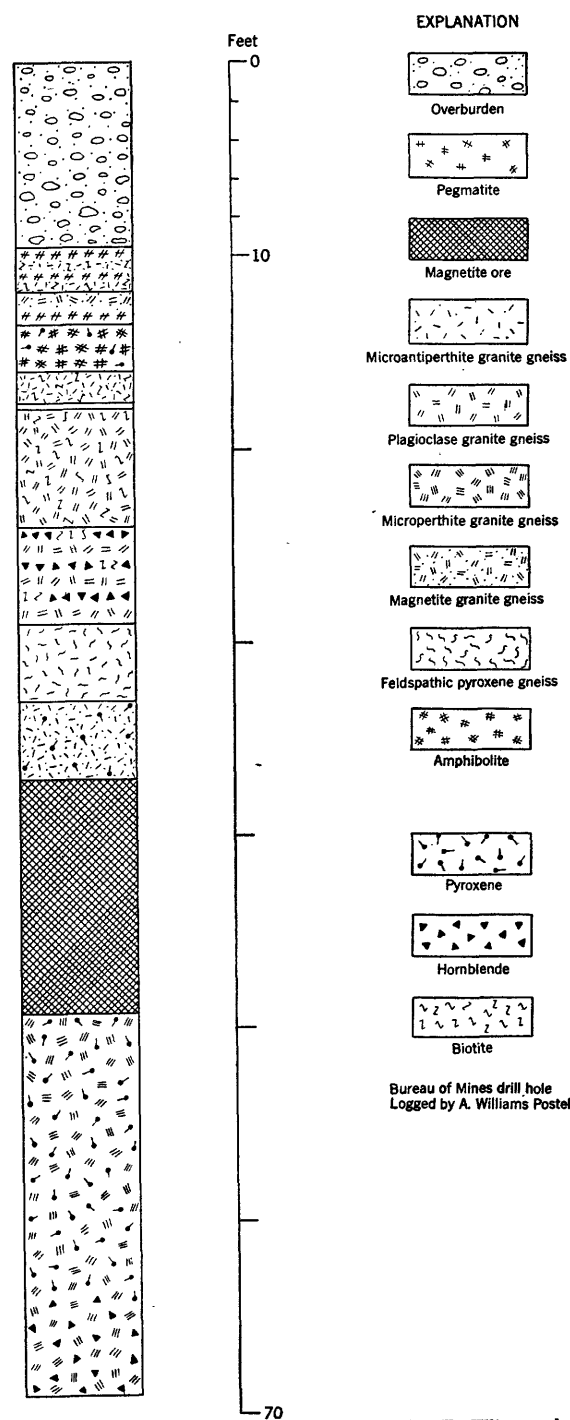 EXPLANATION
Feet
0
10
70
Overburden
Pegmatite
Magnetite ore
Microantiperthite granite gneiss
Plagioclase granite gneiss
Microperthite granite gneiss
Magnetite granite gneiss
Feldspathic pyroxene gneiss
Amphibolite
Pyroxene
Hornblende
Biotite
Bureau of Mines drill hole
Logged by A. Williams Postel